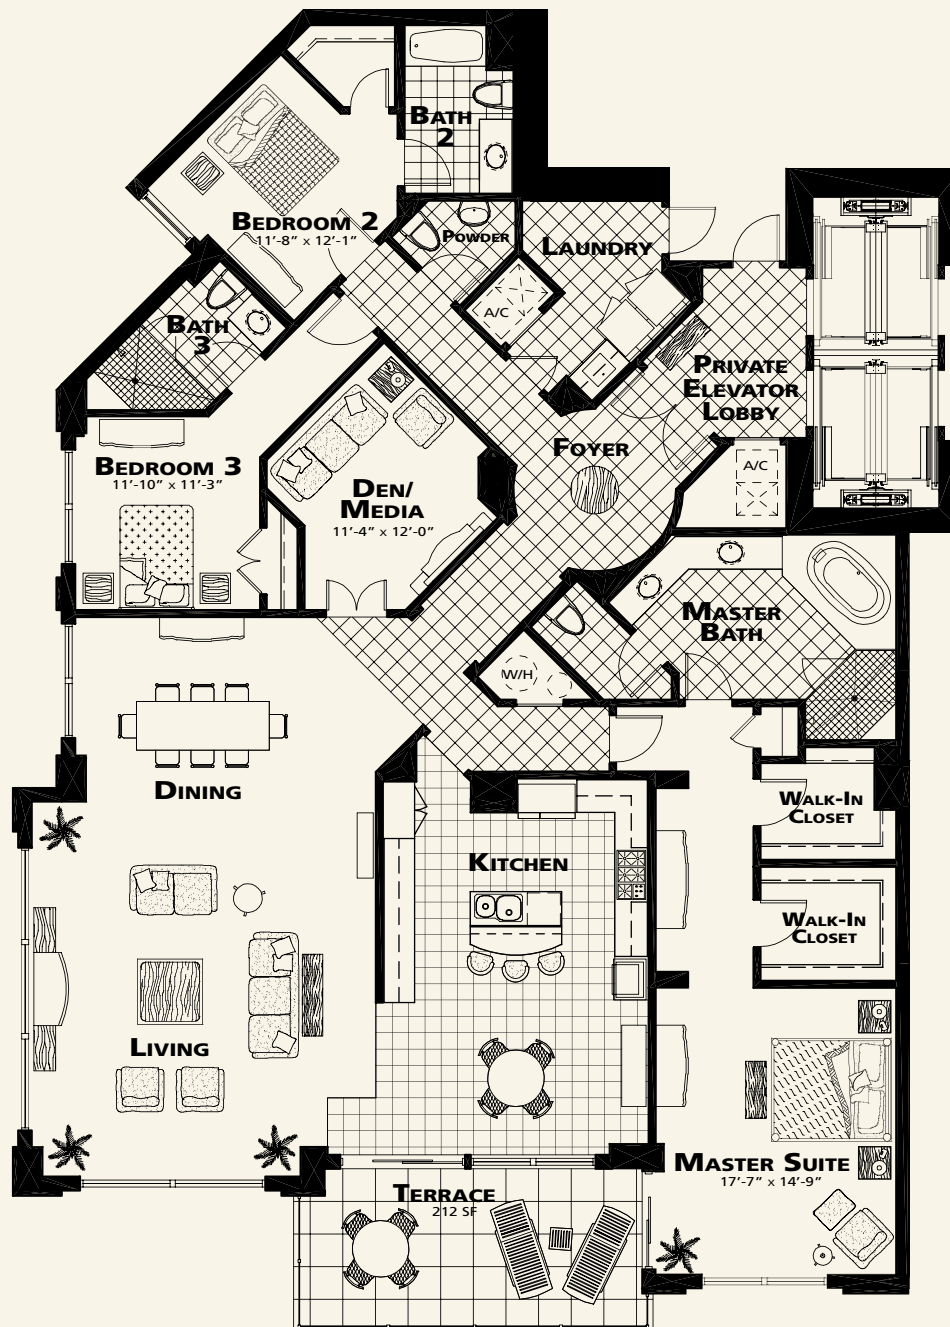 Bath
2
Bedroom 2
11'-8" x 12'-1"
Powder
Laundry
A/C
Bath
3
Private
Elevator
Lobby
Foyer
A/C
Bedroom 3
11'-10" x 11'-3"
Den/
Media
11'-4" x 12'-0"
Master
Bath
W/H
Dining
Walk-In
Closet
Kitchen
Walk-In
Closet
Living
Master Suite
17'-7" x 14'-9"
Terrace
212 SF